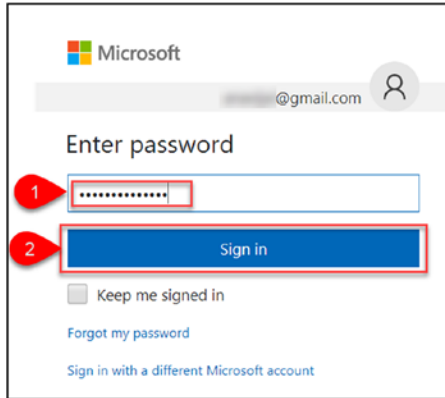 Microsoft
@gmail.com
Enter password
1
••••••••••••••
2
Sign in
Keep me signed in
Forgot my password
Sign in with a different Microsoft account